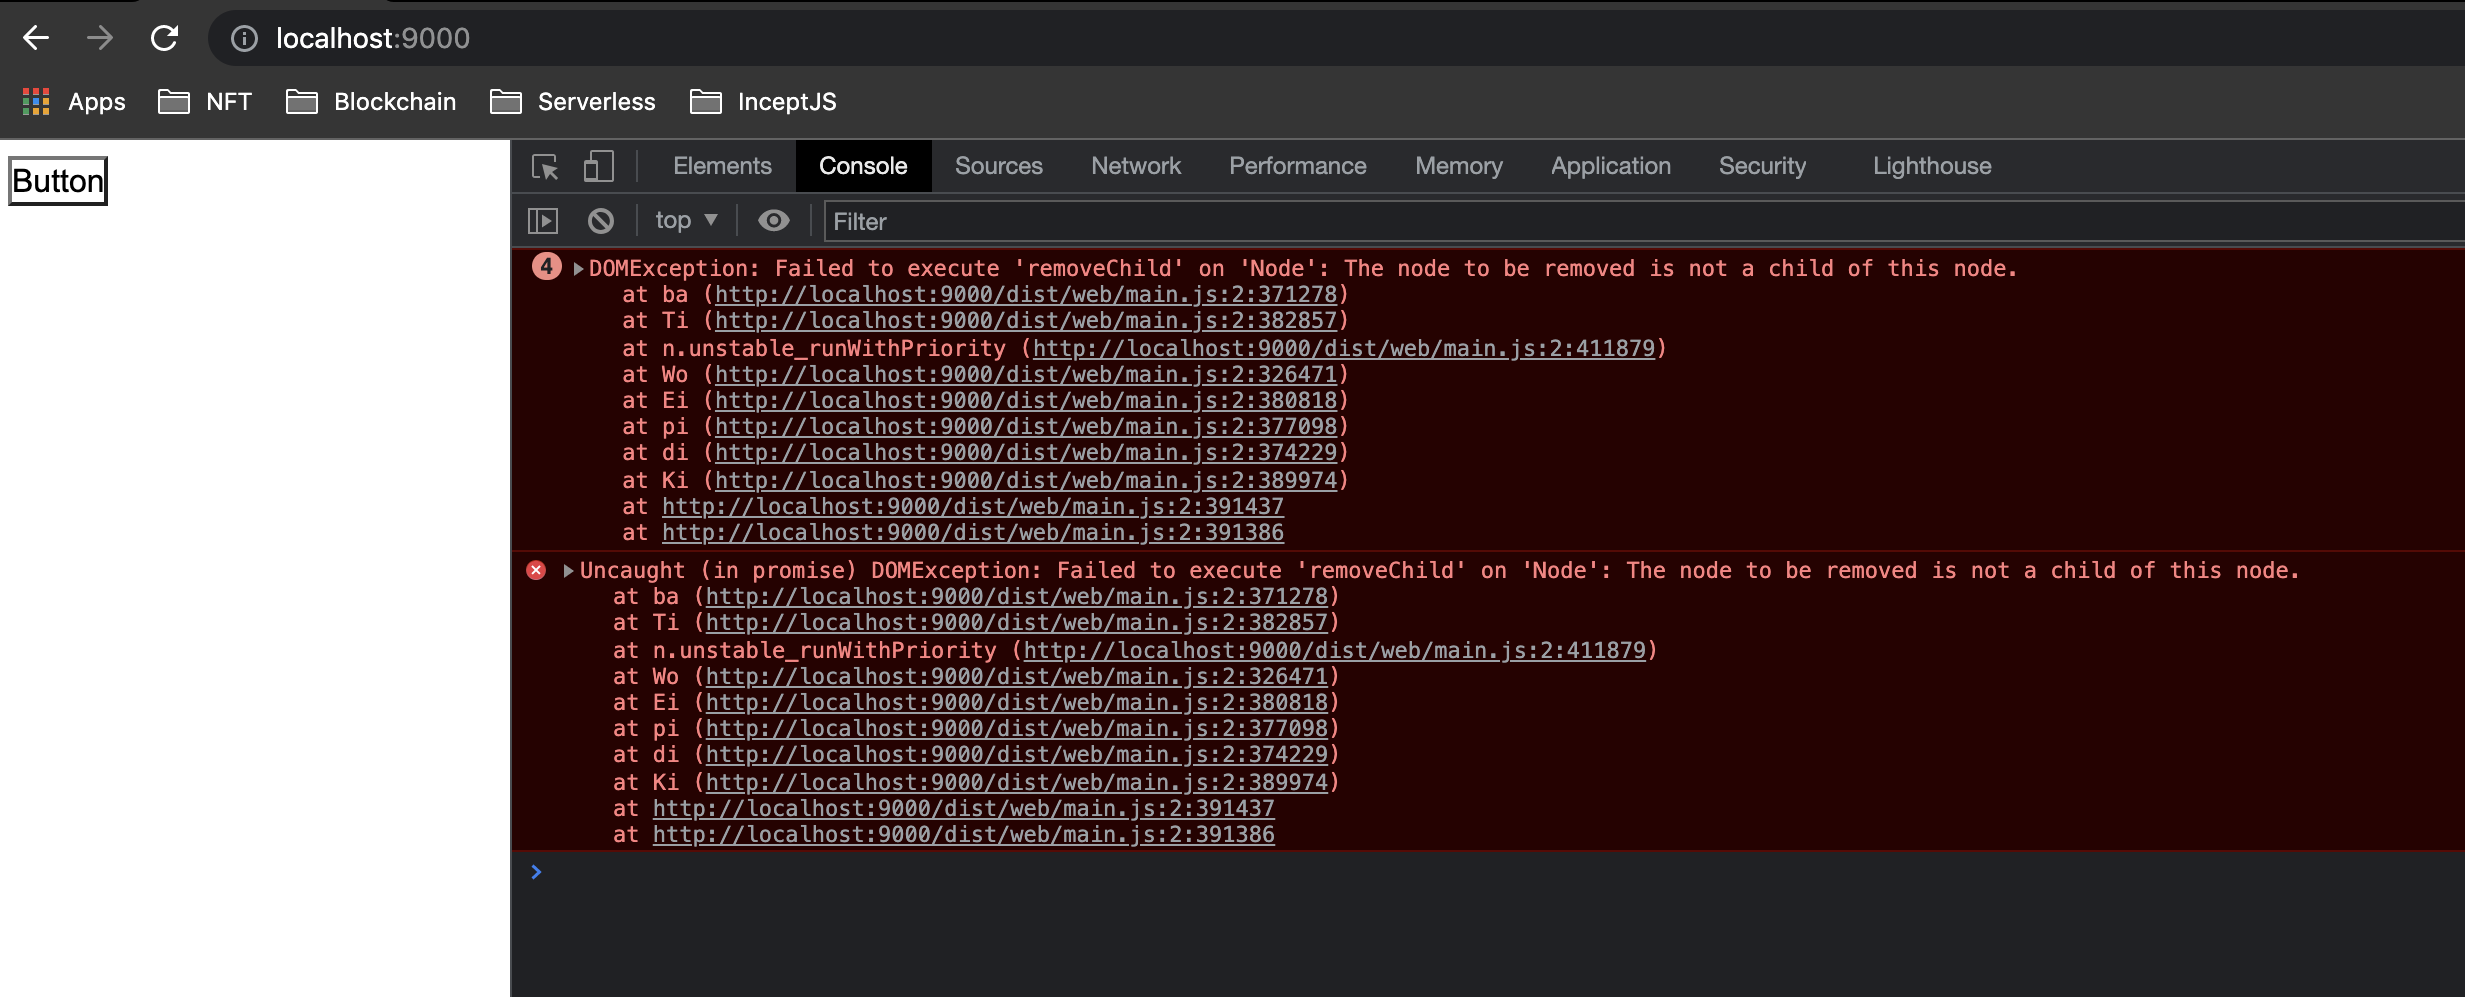 localhost:9000
Apps NFT Blockchain Serverless InceptJS
Button
Elements Console Sources Network Performance Memory Application Security Lighthouse
top Filter
4 DOMException: Failed to execute 'removeChild' on 'Node': The node to be removed is not a child of this node.
at ba (http://localhost:9000/dist/web/main.js:2:371278)
at Ti (http://localhost:9000/dist/web/main.js:2:382857)
at n.unstable_runWithPriority (http://localhost:9000/dist/web/main.js:2:411879)
at Wo (http://localhost:9000/dist/web/main.js:2:326471)
at Ei (http://localhost:9000/dist/web/main.js:2:380818)
at pi (http://localhost:9000/dist/web/main.js:2:377098)
at di (http://localhost:9000/dist/web/main.js:2:374229)
at Ki (http://localhost:9000/dist/web/main.js:2:389974)
at http://localhost:9000/dist/web/main.js:2:391437
at http://localhost:9000/dist/web/main.js:2:391386
Uncaught (in promise) DOMException: Failed to execute 'removeChild' on 'Node': The node to be removed is not a child of this node.
at ba (http://localhost:9000/dist/web/main.js:2:371278)
at Ti (http://localhost:9000/dist/web/main.js:2:382857)
at n.unstable_runWithPriority (http://localhost:9000/dist/web/main.js:2:411879)
at Wo (http://localhost:9000/dist/web/main.js:2:326471)
at Ei (http://localhost:9000/dist/web/main.js:2:380818)
at pi (http://localhost:9000/dist/web/main.js:2:377098)
at di (http://localhost:9000/dist/web/main.js:2:374229)
at Ki (http://localhost:9000/dist/web/main.js:2:389974)
at http://localhost:9000/dist/web/main.js:2:391437
at http://localhost:9000/dist/web/main.js:2:391386